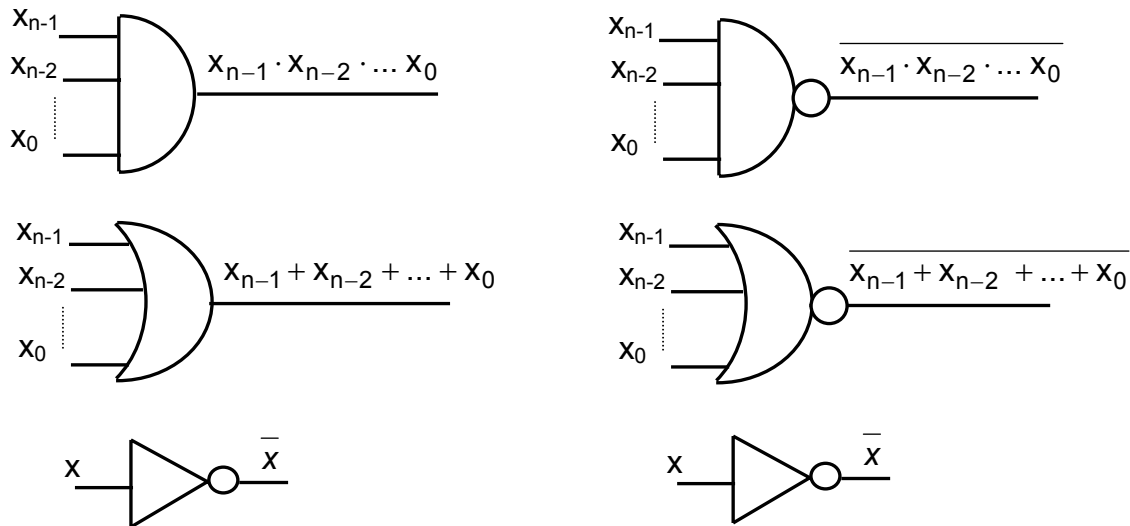 xₙ₋₁
xₙ₋₂
x₀
xₙ₋₁ · xₙ₋₂ · ... x₀
xₙ₋₁
xₙ₋₂
x₀
\overline{xₙ₋₁ · xₙ₋₂ · ... x₀}
xₙ₋₁
xₙ₋₂
x₀
xₙ₋₁ + xₙ₋₂ + ... + x₀
xₙ₋₁
xₙ₋₂
x₀
\overline{xₙ₋₁ + xₙ₋₂ + ... + x₀}
x
x̅
x
x̅